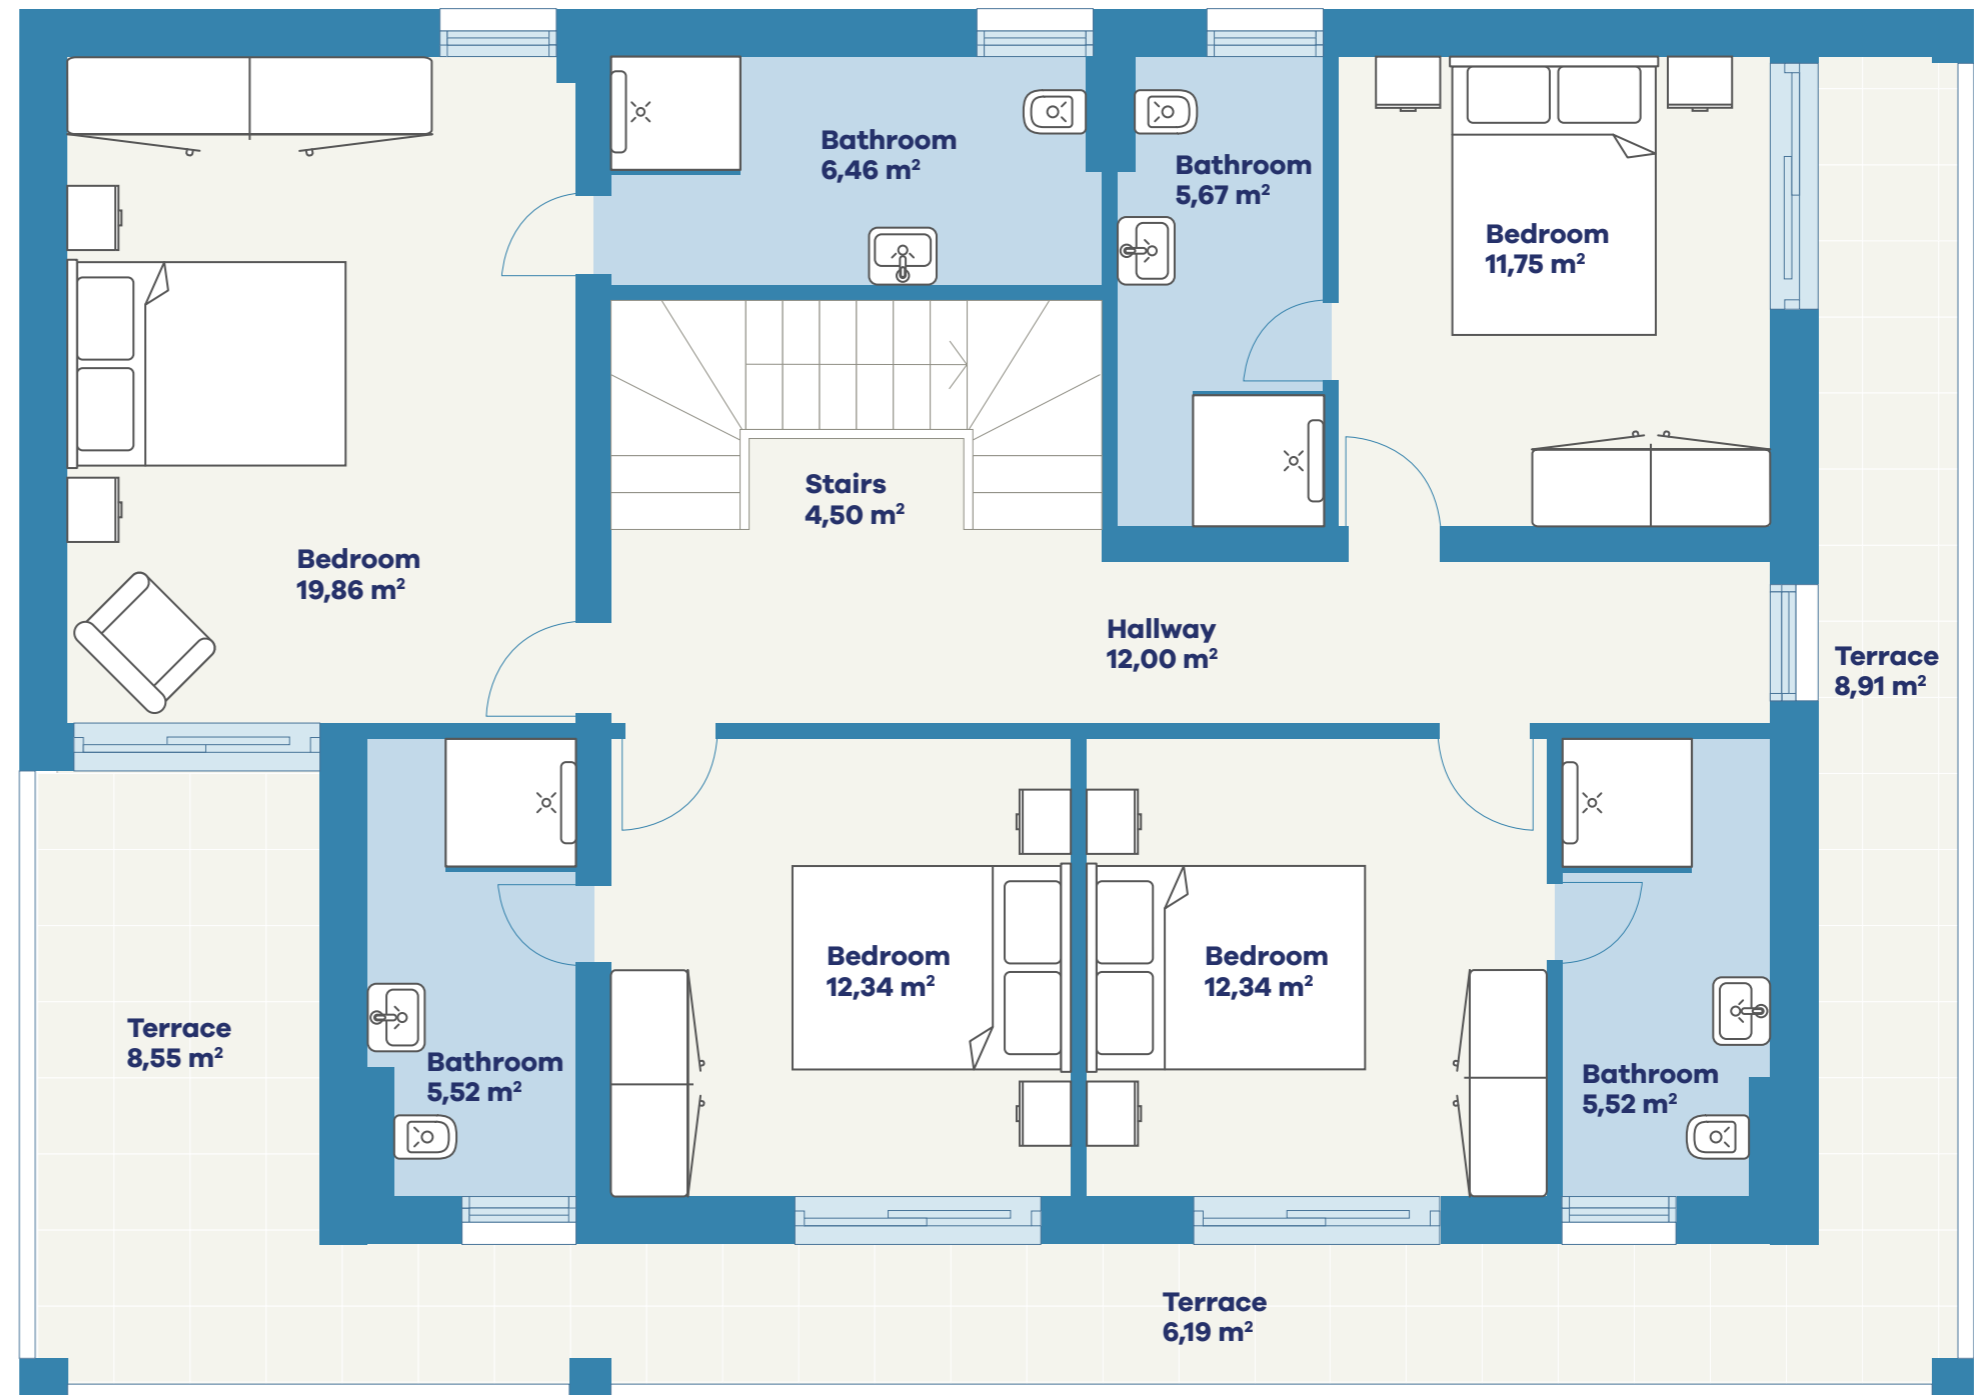 Bathroom
6,46 m²
Bathroom
5,67 m²
Bedroom
11,75 m²
Stairs
4,50 m²
Bedroom
19,86 m²
Hallway
12,00 m²
Terrace
8,91 m²
Bedroom
12,34 m²
Bedroom
12,34 m²
Terrace
8,55 m²
Bathroom
5,52 m²
Bathroom
5,52 m²
Terrace
6,19 m²